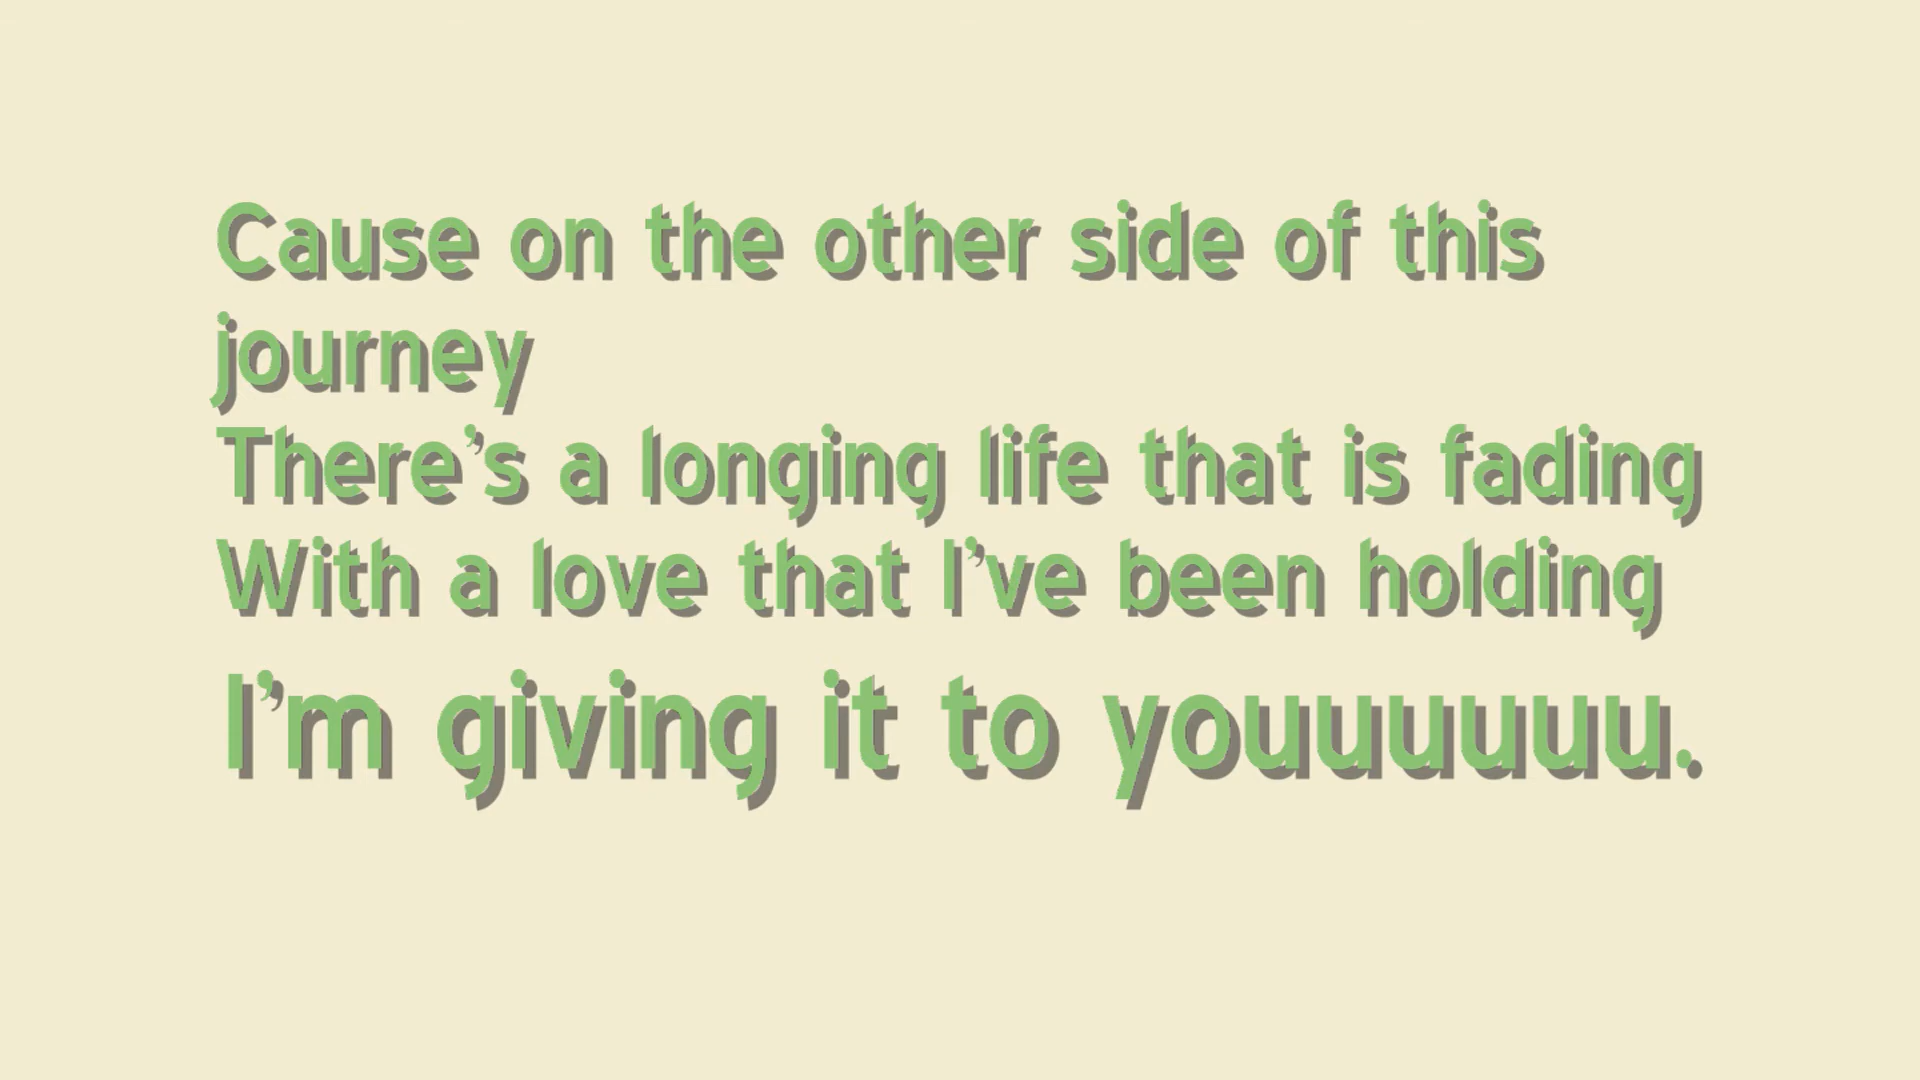 Cause on the other side of this
journey
There’s a longing life that is fading
With a love that I’ve been holding
I’m giving it to youuuuuu.